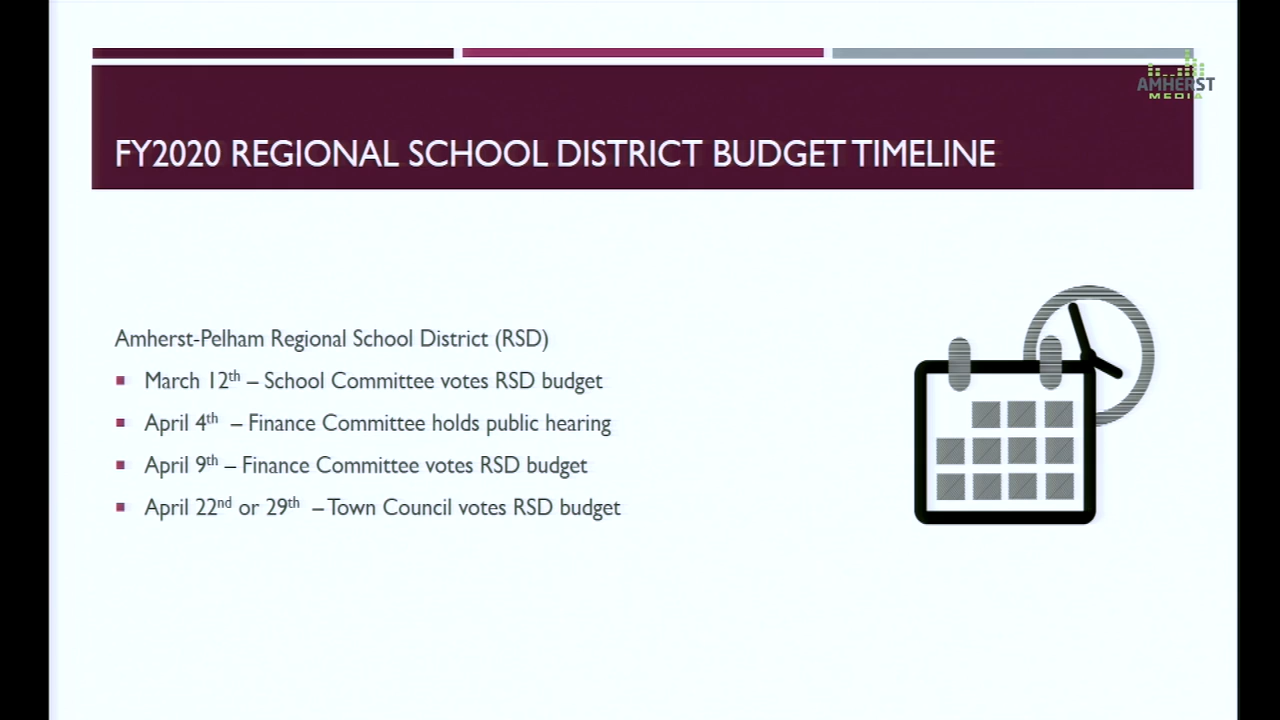 AMHERST
MEDIA
FY2020 REGIONAL SCHOOL DISTRICT BUDGET TIMELINE
Amherst-Pelham Regional School District (RSD)
March 12th – School Committee votes RSD budget
April 4th – Finance Committee holds public hearing
April 9th – Finance Committee votes RSD budget
April 22nd or 29th – Town Council votes RSD budget